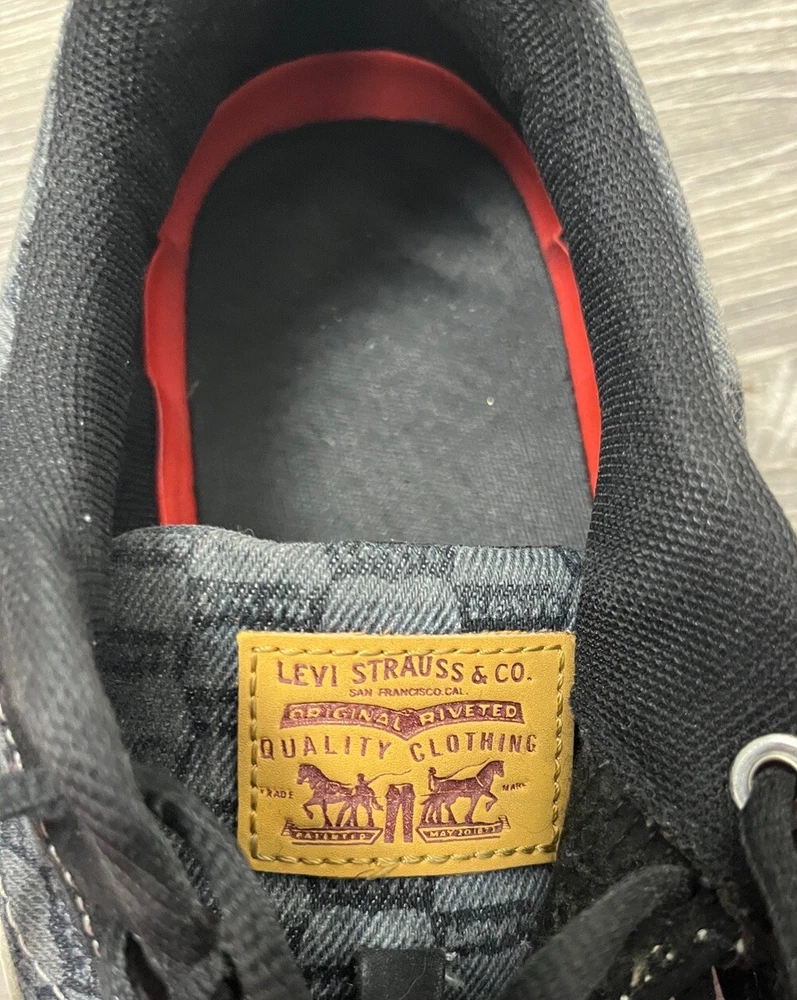 LEVI STRAUSS & CO.
SAN FRANCISCO. CAL.
ORIGINAL RIVETED
QUALITY CLOTHING
TRADE MARK
PATENTED MAY 20 1873